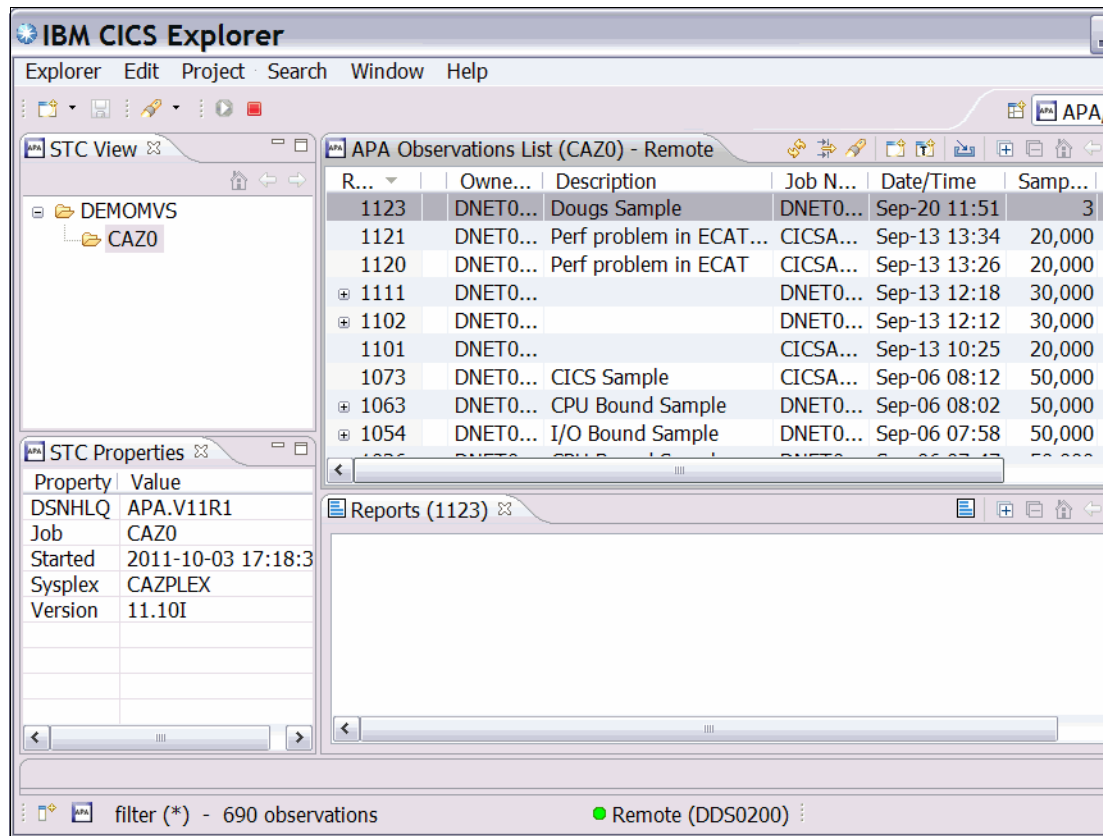 IBM CICS Explorer
Explorer Edit Project Search Window Help
APA,
STC View
APA Observations List (CAZ0) - Remote
R... Owne... Description Job N... Date/Time Samp...
DEMOMVS
CAZ0
1123 DNET0... Dougs Sample DNET0... Sep-20 11:51 3
1121 DNET0... Perf problem in ECAT... CICSA... Sep-13 13:34 20,000
1120 DNET0... Perf problem in ECAT CICSA... Sep-13 13:26 20,000
1111 DNET0... DNET0... Sep-13 12:18 30,000
1102 DNET0... DNET0... Sep-13 12:12 30,000
1101 DNET0... CICSA... Sep-13 10:25 20,000
1073 DNET0... CICS Sample CICSA... Sep-06 08:12 50,000
1063 DNET0... CPU Bound Sample DNET0... Sep-06 08:02 50,000
1054 DNET0... I/O Bound Sample DNET0... Sep-06 07:58 50,000
STC Properties
Property Value
DSNHLQ APA.V11R1
Job CAZ0
Started 2011-10-03 17:18:3
Sysplex CAZPLEX
Version 11.10I
Reports (1123)
filter (*) - 690 observations
Remote (DDS0200)